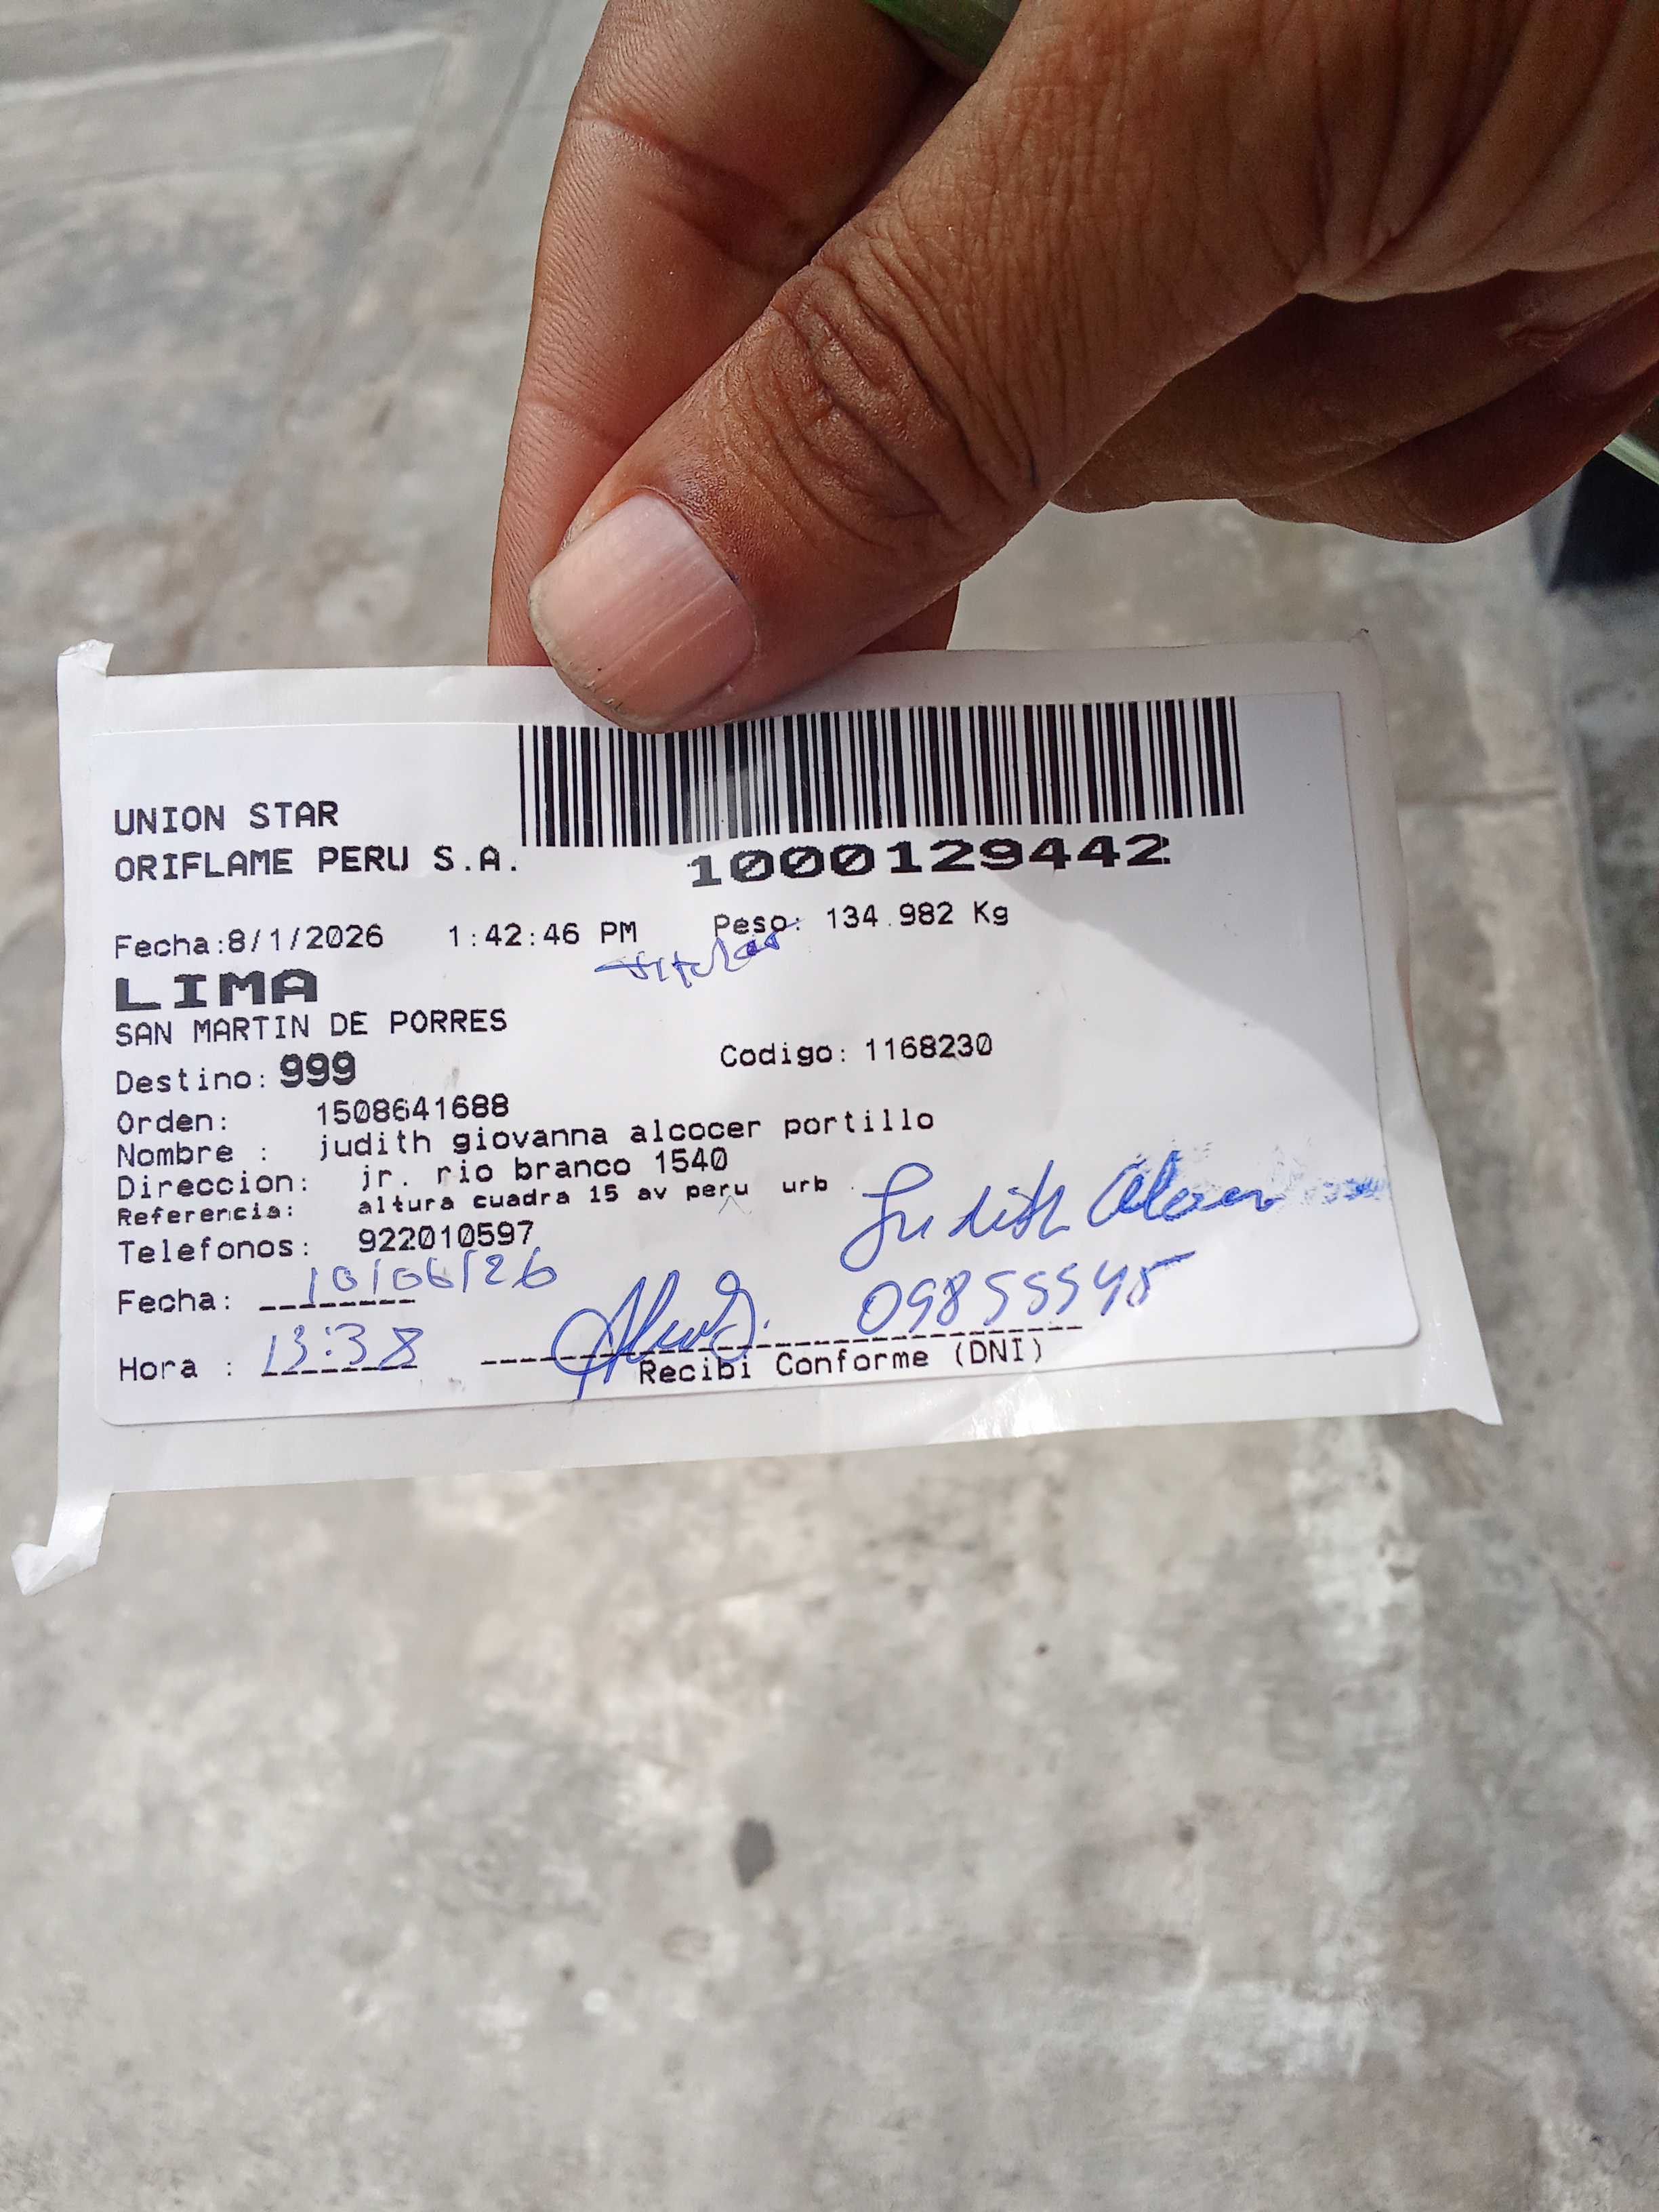 UNION STAR
ORIFLAME PERU S.A.
1000129442
Fecha:8/1/2026 1:42:46 PM Peso: 134.982 Kg
titular
LIMA
SAN MARTIN DE PORRES
Destino: 999 Codigo: 1168230
Orden: 1508641688
Nombre : judith giovanna alcocer portillo
Direccion: jr. rio branco 1540
Referencia: altura cuadra 15 av peru urb
Telefonos: 922010597
Judith
Fecha: 10/06/26
09855545
Hora : 13:38
Recibi Conforme (DNI)